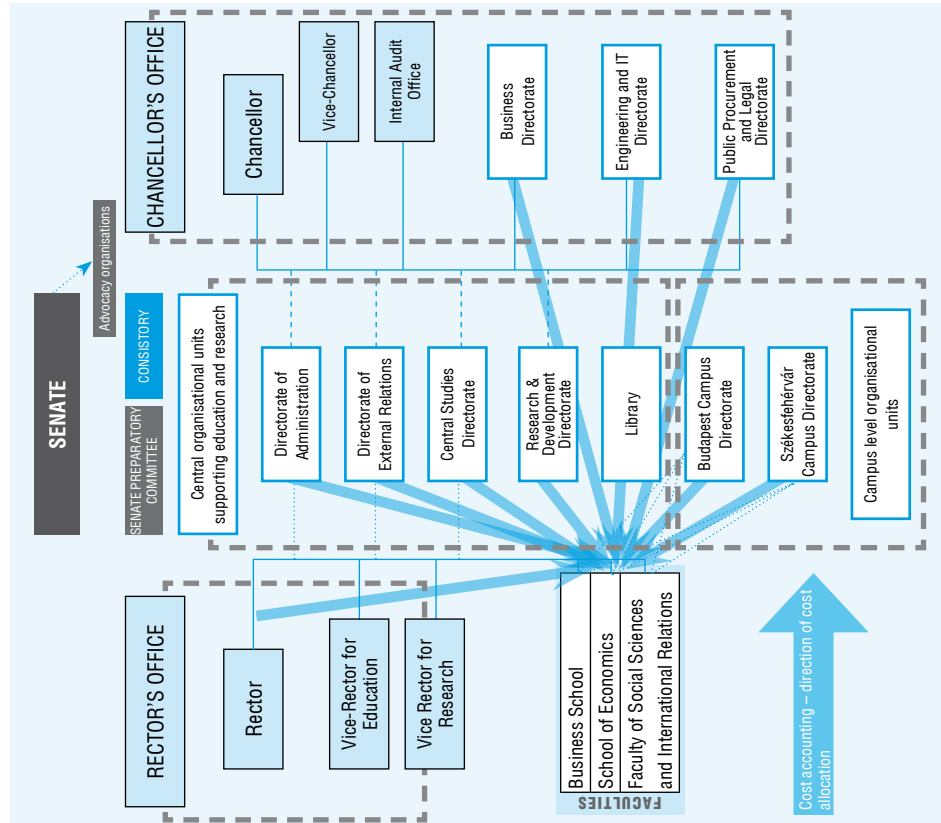 SENATE
Advocacy organisations
SENATE PREPARATORY
COMMITTEE
CONSISTORY
RECTOR'S OFFICE
Rector
Vice-Rector for
Education
Vice Rector for
Research
FACULTIES
Business School
School of Economics
Faculty of Social Sciences
and International Relations
Central organisational units
supporting education and research
Directorate of
Administration
Directorate of
External Relations
Central Studies
Directorate
Research &
Development
Directorate
Library
Budapest Campus
Directorate
Székesfehérvár
Campus Directorate
Campus level organisational
units
CHANCELLOR'S OFFICE
Chancellor
Vice-Chancellor
Internal Audit
Office
Business
Directorate
Engineering and IT
Directorate
Public Procurement
and Legal
Directorate
Cost accounting – direction of cost
allocation